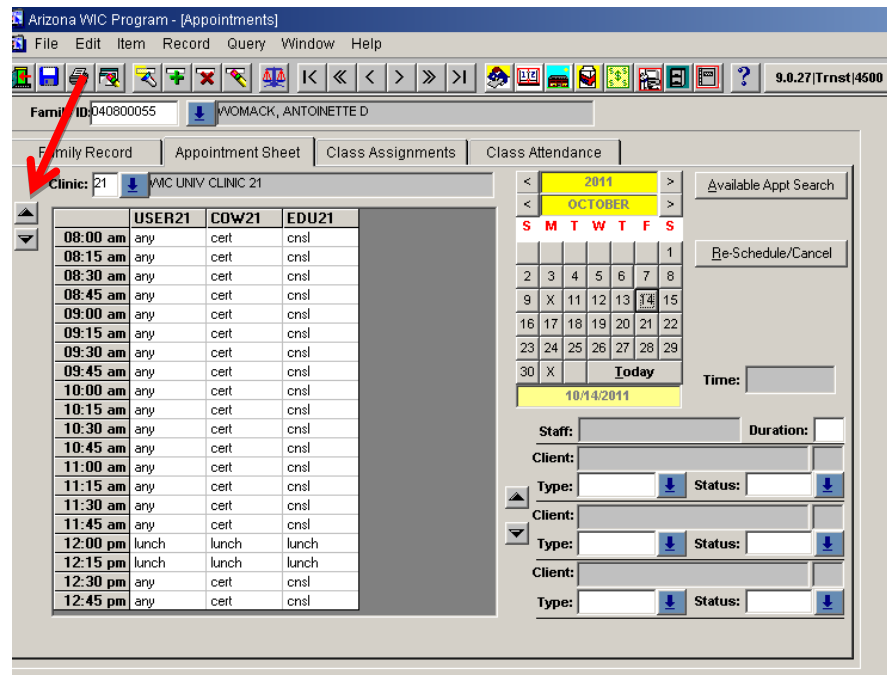 Arizona WIC Program - [Appointments]
File Edit Item Record Query Window Help
9.0.27|Trnst|4500
Family ID: 040800055 WOMACK, ANTOINETTE D
Family Record Appointment Sheet Class Assignments Class Attendance
Clinic: 21 WIC UNIV CLINIC 21
< 2011 >
Available Appt Search
< OCTOBER >
USER21 COW21 EDU21
S M T W T F S
08:00 am any cert cnsl
1
Re-Schedule/Cancel
08:15 am any cert cnsl
2 3 4 5 6 7 8
08:30 am any cert cnsl
08:45 am any cert cnsl
9 X 11 12 13 14 15
09:00 am any cert cnsl
16 17 18 19 20 21 22
09:15 am any cert cnsl
09:30 am any cert cnsl
23 24 25 26 27 28 29
09:45 am any cert cnsl
30 X Today
Time:
10:00 am any cert cnsl
10/14/2011
10:15 am any cert cnsl
10:30 am any cert cnsl
Staff: Duration:
10:45 am any cert cnsl
Client:
11:00 am any cert cnsl
11:15 am any cert cnsl
Type: Status:
11:30 am any cert cnsl
Client:
11:45 am any cert cnsl
12:00 pm lunch lunch lunch
Type: Status:
12:15 pm lunch lunch lunch
Client:
12:30 pm any cert cnsl
12:45 pm any cert cnsl
Type: Status: